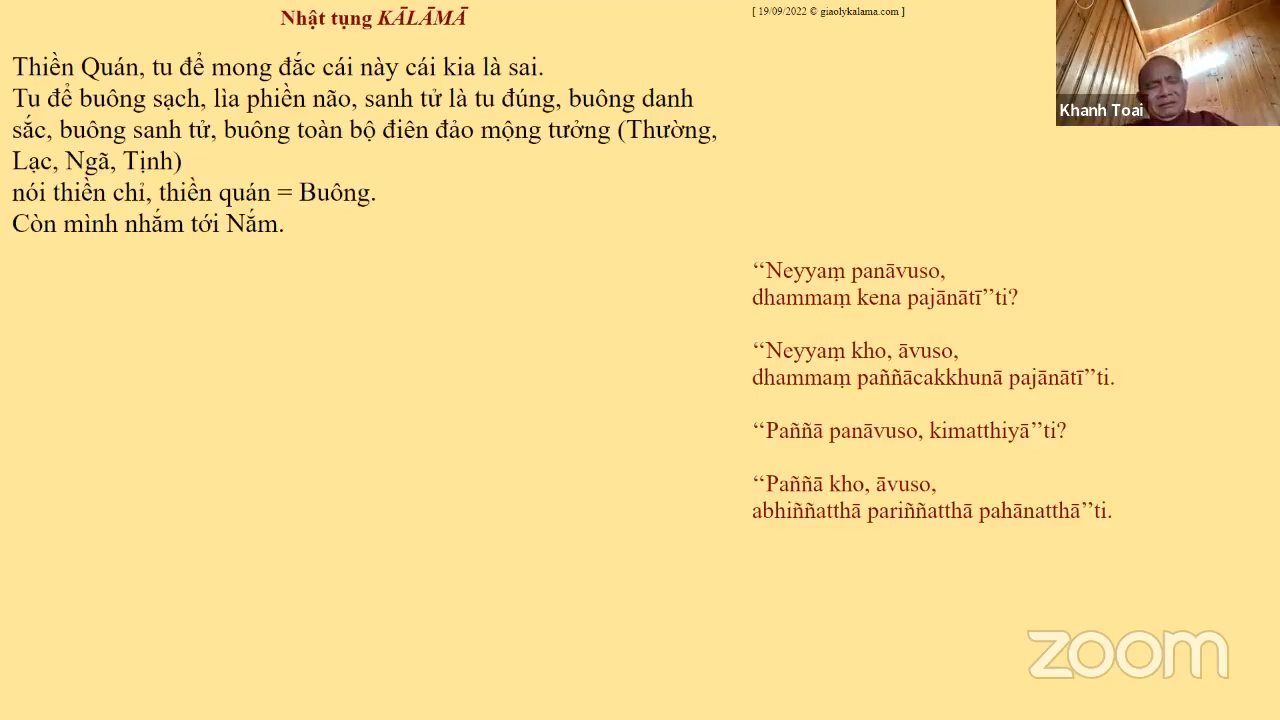 Nhật tụng KĀLĀMĀ
[ 19/09/2022 © giaolykalama.com ]
Thiền Quán, tu để mong đắc cái này cái kia là sai.
Tu để buông sạch, lìa phiền não, sanh tử là tu đúng, buông danh
sắc, buông sanh tử, buông toàn bộ điên đảo mộng tưởng (Thường,
Lạc, Ngã, Tịnh)
nói thiền chỉ, thiền quán = Buông.
Còn mình nhắm tới Nắm.
Khanh Toai
“Neyyaṃ panāvuso,
dhammaṃ kena pajānātī”ti?
“Neyyaṃ kho, āvuso,
dhammaṃ paññācakkhunā pajānātī”ti.
“Paññā panāvuso, kimatthiyā”ti?
“Paññā kho, āvuso,
abhiññatthā pariññatthā pahānatthā”ti.
zoom